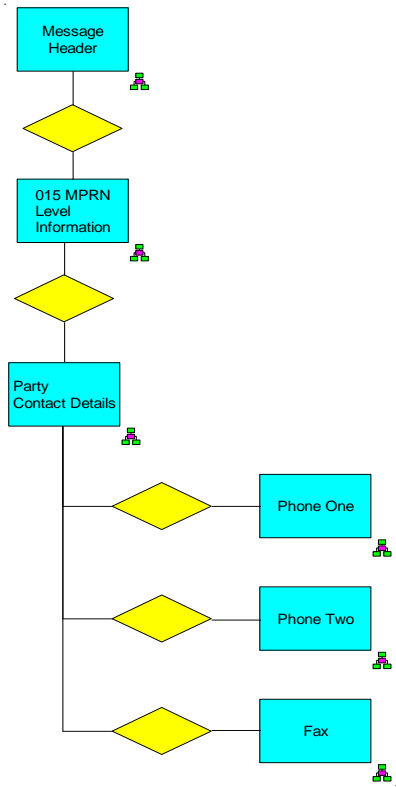 Message
Header
015 MPRN
Level
Information
Party
Contact Details
Phone One
Phone Two
Fax